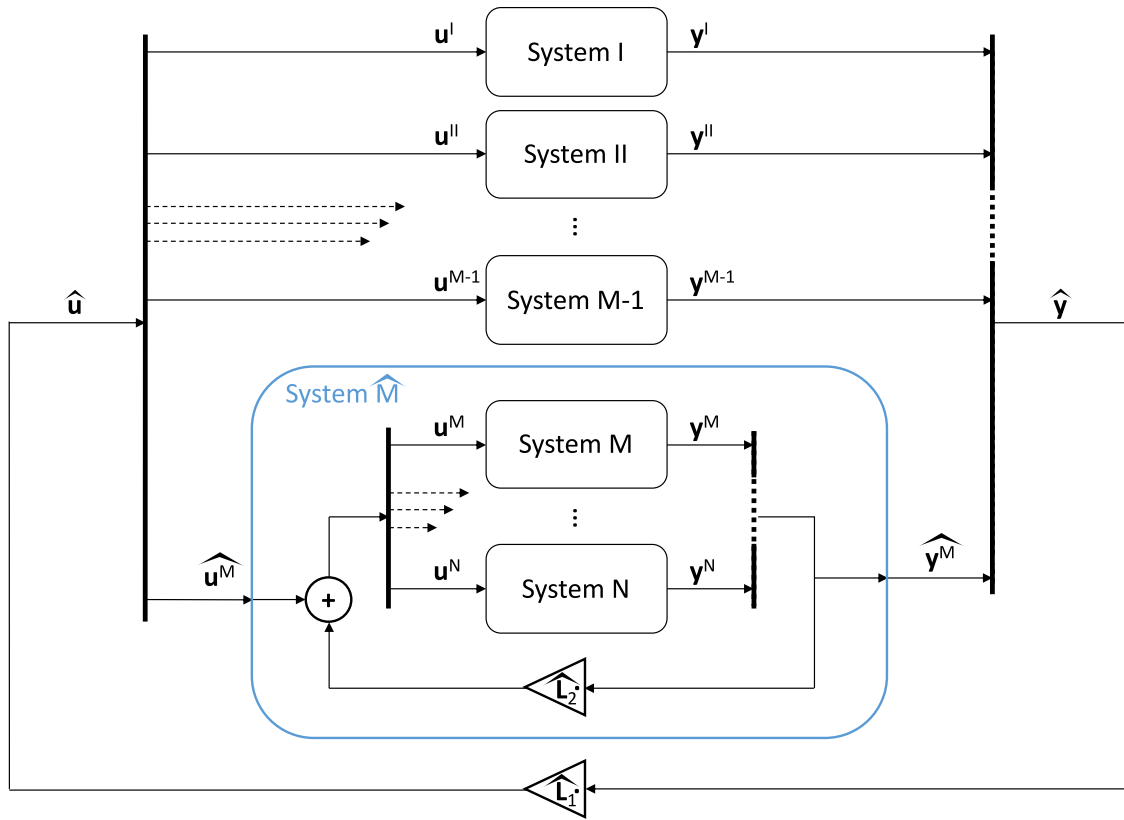 u^I System I y^I
u^II System II y^II
⋮
u^M-1 System M-1 y^M-1
û ŷ
System M̂
u^M System M y^M
⋮
û^M ŷ^M
u^N System N y^N
+
L̂₂·
L̂₁·